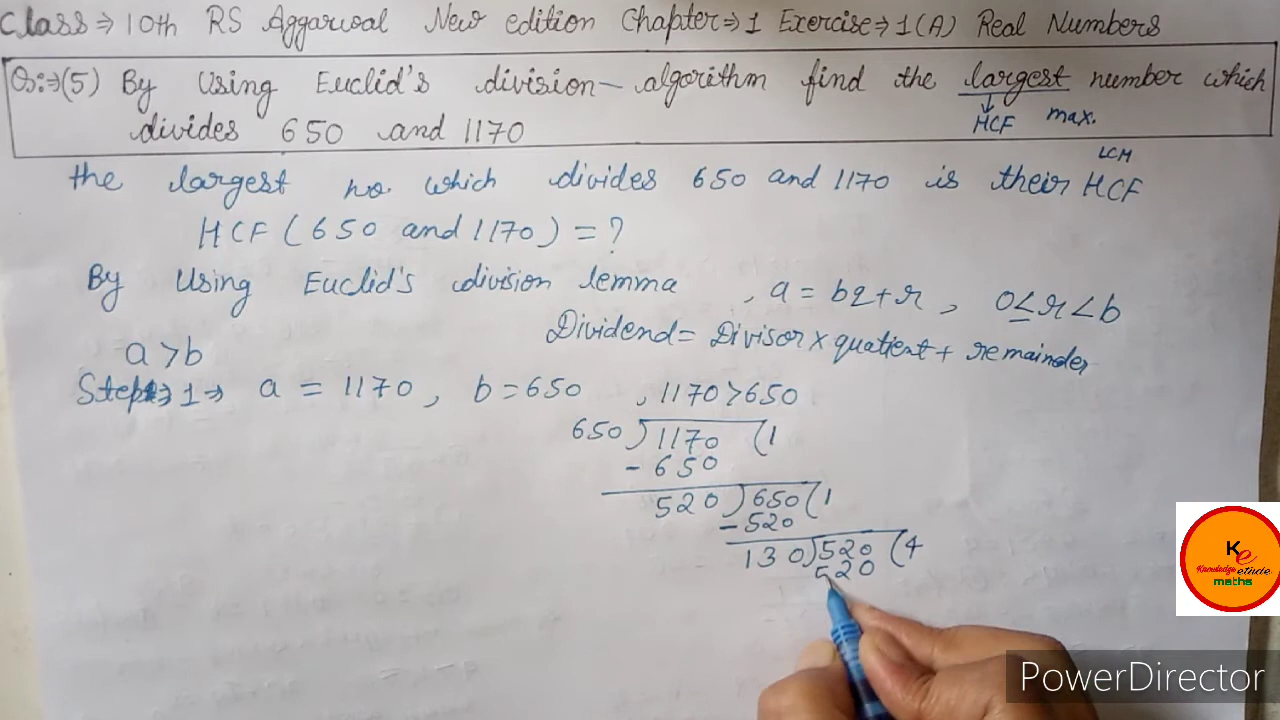 Class ⇒ 10th RS Aggarwal New edition Chapter ⇒ 1 Exercise ⇒ 1(A) Real Numbers
Qs:⇒(5) By Using Euclid's division- algorithm find the largest number which
HCF max.
divides 650 and 1170
LCM
the largest no which divides 650 and 1170 is their HCF
HCF (650 and 1170) = ?
By Using Euclid's division lemma , a = bq+r , 0≤r<b
Dividend = Divisor × quatient + remainder
a>b
Step ⇒ 1 ⇒ a = 1170, b = 650 , 1170>650
650) 1170 (1
- 650
520) 650 (1
- 520
130) 520 (4
520
Ke
Knowledge etude
maths
PowerDirector